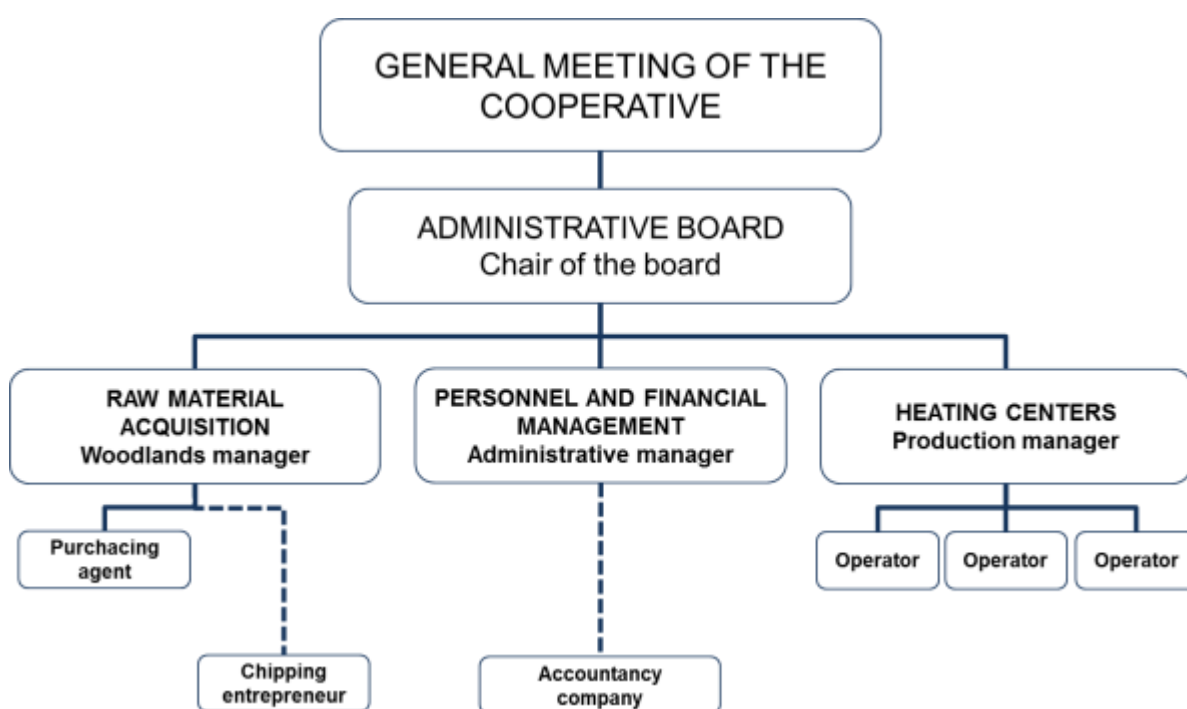 GENERAL MEETING OF THE
COOPERATIVE
ADMINISTRATIVE BOARD
Chair of the board
RAW MATERIAL
ACQUISITION
Woodlands manager
PERSONNEL AND FINANCIAL
MANAGEMENT
Administrative manager
HEATING CENTERS
Production manager
Purchacing
agent
Operator
Operator
Operator
Chipping
entrepreneur
Accountancy
company